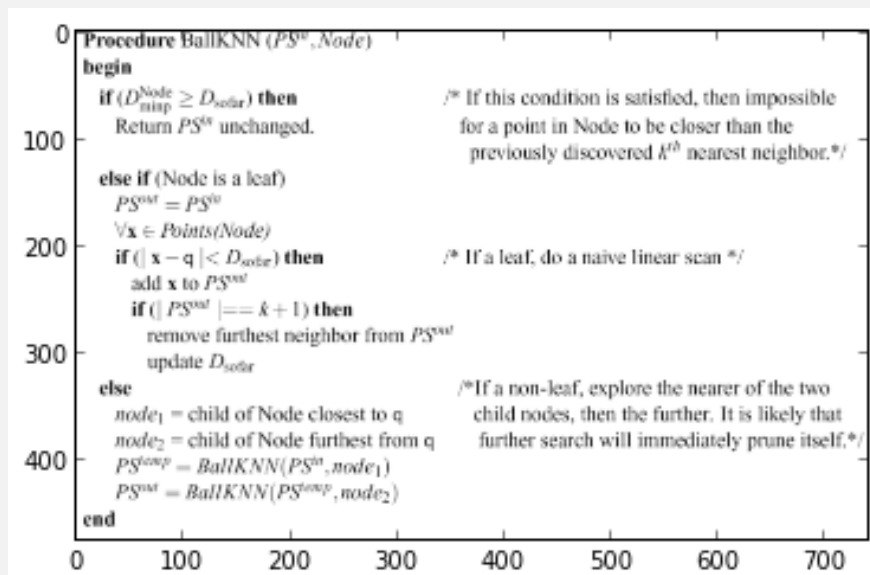 Procedure BallKNN (PS^in, Node)
begin
if (D_minp^Node ≥ D_sofar) then /* If this condition is satisfied, then impossible
Return PS^in unchanged. for a point in Node to be closer than the
previously discovered k^th nearest neighbor.*/
else if (Node is a leaf)
PS^out = PS^in
∀x ∈ Points(Node)
if (| x − q |< D_sofar) then /* If a leaf, do a naive linear scan */
add x to PS^out
if (| PS^out |== k + 1) then
remove furthest neighbor from PS^out
update D_sofar
else /*If a non-leaf, explore the nearer of the two
node_1 = child of Node closest to q child nodes, then the further. It is likely that
node_2 = child of Node furthest from q further search will immediately prune itself.*/
PS^temp = BallKNN(PS^in, node_1)
PS^out = BallKNN(PS^temp, node_2)
end
0
100
200
300
400
0 100 200 300 400 500 600 700